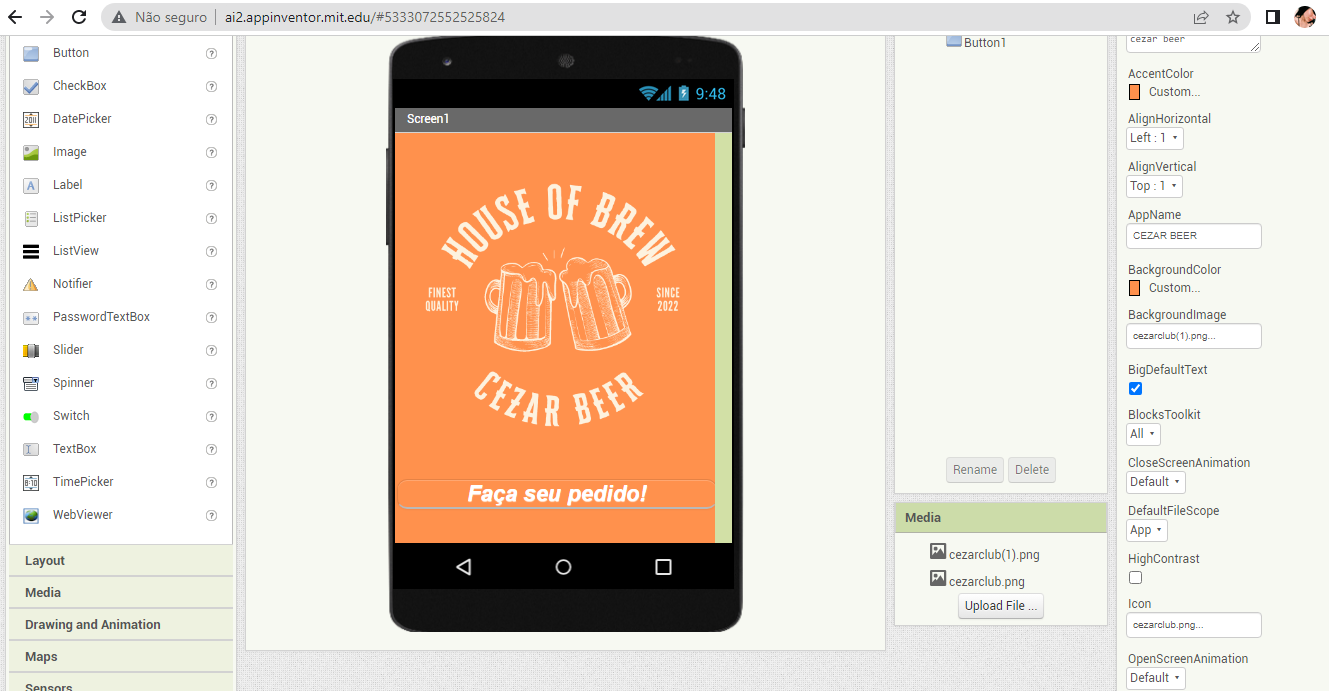 Não seguro
ai2.appinventor.mit.edu/#5333072552525824
Button ?
CheckBox ?
DatePicker ?
Image ?
Label ?
ListPicker ?
ListView ?
Notifier ?
PasswordTextBox ?
Slider ?
Spinner ?
Switch ?
TextBox ?
TimePicker ?
WebViewer ?
Layout
Media
Drawing and Animation
Maps
Sensors
9:48
Screen1
HOUSE OF BREW
FINEST
QUALITY
SINCE
2022
CEZAR BEER
Faça seu pedido!
Button1
Rename
Delete
Media
cezarclub(1).png
cezarclub.png
Upload File ...
cezar beer
AccentColor
Custom...
AlignHorizontal
Left : 1
AlignVertical
Top : 1
AppName
CEZAR BEER
BackgroundColor
Custom...
BackgroundImage
cezarclub(1).png...
BigDefaultText
BlocksToolkit
All
CloseScreenAnimation
Default
DefaultFileScope
App
HighContrast
Icon
cezarclub.png...
OpenScreenAnimation
Default